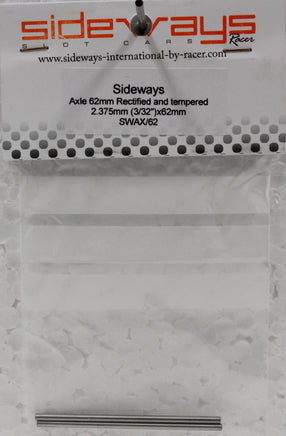 sideways
SLOT CARS Racer
www.sideways-international-by-racer.com
Sideways
Axle 62mm Rectified and tempered
2.375mm (3/32")x62mm
SWAX/62